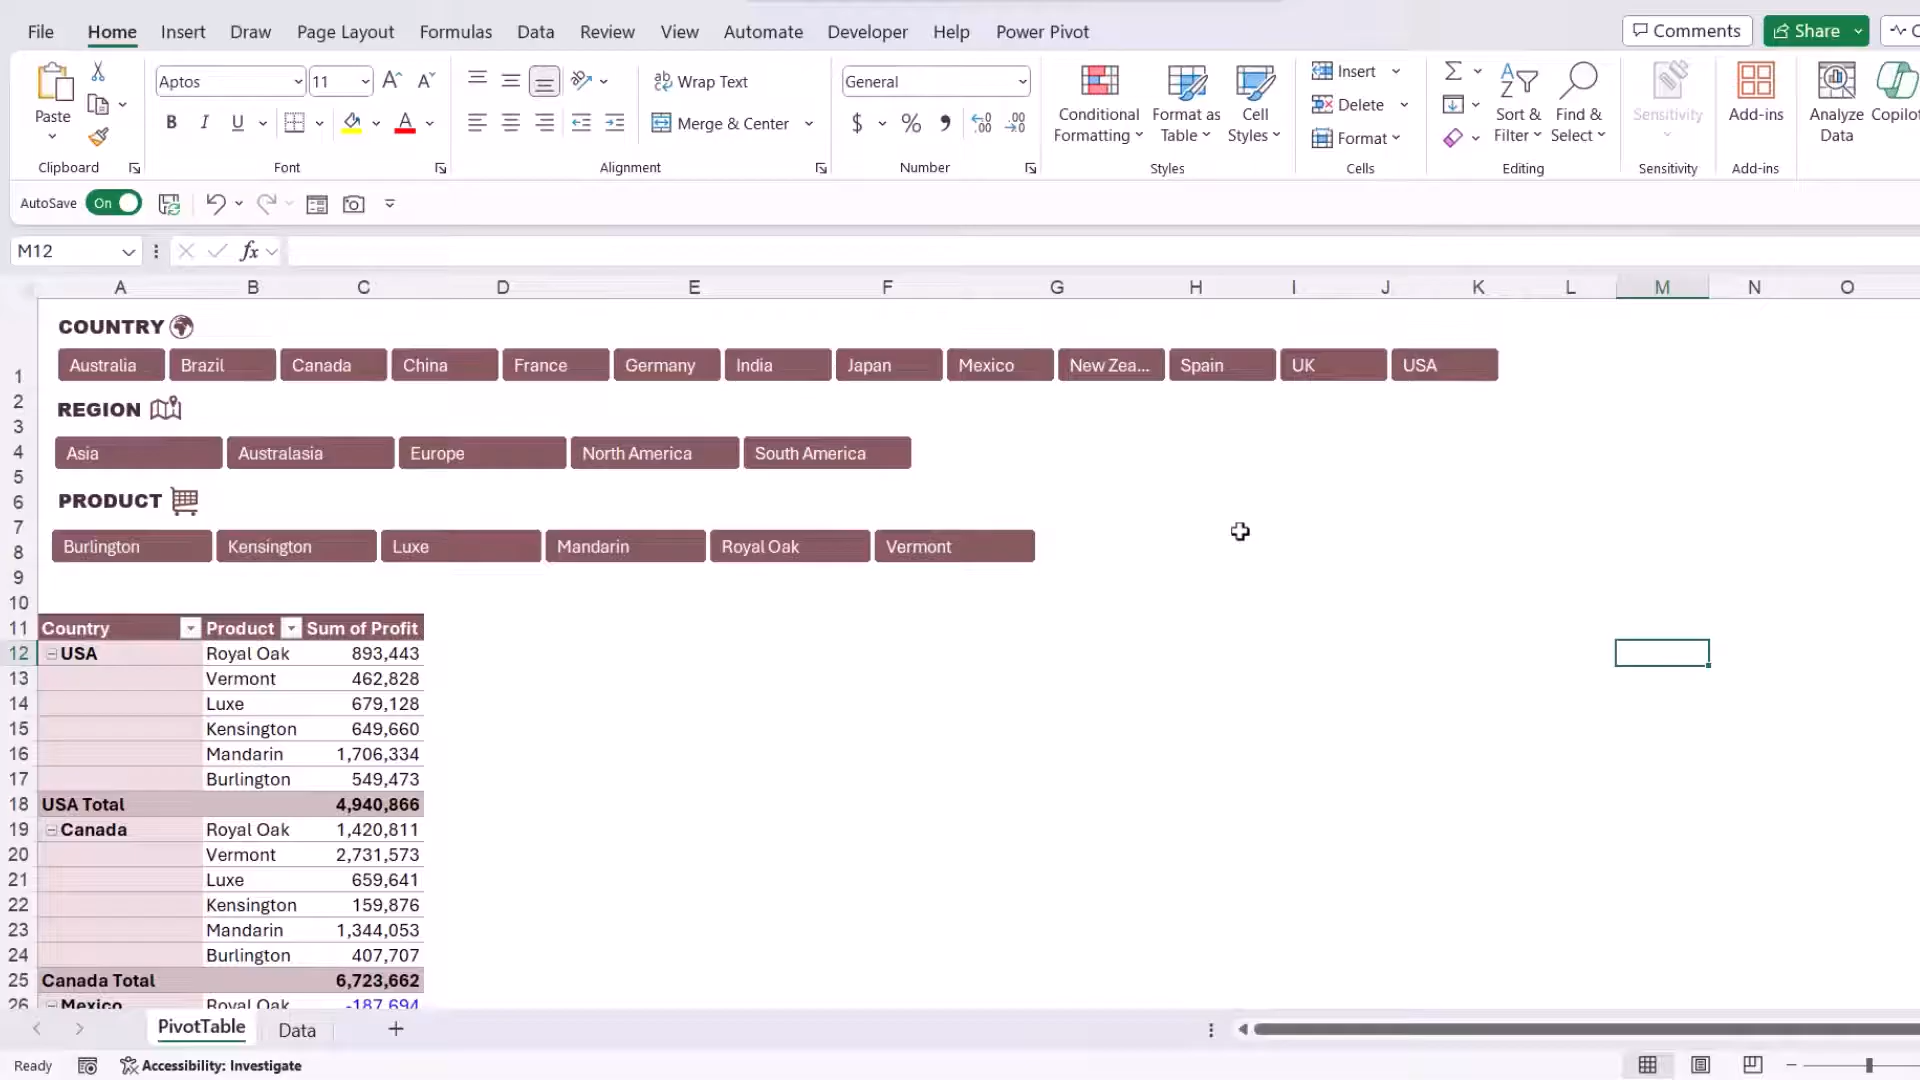 File Home Insert Draw Page Layout Formulas Data Review View Automate Developer Help Power Pivot Comments Share
Aptos 11 Wrap Text General Insert
Paste Conditional Format as Cell Delete Sort & Find & Sensitivity Add-ins Analyze Copilot
B I U Merge & Center $ % Formatting Table Styles Format Filter Select Data
Clipboard Font Alignment Number Styles Cells Editing Sensitivity Add-ins
AutoSave On
M12 fx
A B C D E F G H I J K L M N O
COUNTRY
1 Australia Brazil Canada China France Germany India Japan Mexico New Zea... Spain UK USA
2
REGION
3
4 Asia Australasia Europe North America South America
5
6 PRODUCT
7
8 Burlington Kensington Luxe Mandarin Royal Oak Vermont
9
10
11 Country Product Sum of Profit
12 USA Royal Oak 893,443
13 Vermont 462,828
14 Luxe 679,128
15 Kensington 649,660
16 Mandarin 1,706,334
17 Burlington 549,473
18 USA Total 4,940,866
19 Canada Royal Oak 1,420,811
20 Vermont 2,731,573
21 Luxe 659,641
22 Kensington 159,876
23 Mandarin 1,344,053
24 Burlington 407,707
25 Canada Total 6,723,662
26 Mexico Royal Oak -187,694
PivotTable Data
Ready Accessibility: Investigate